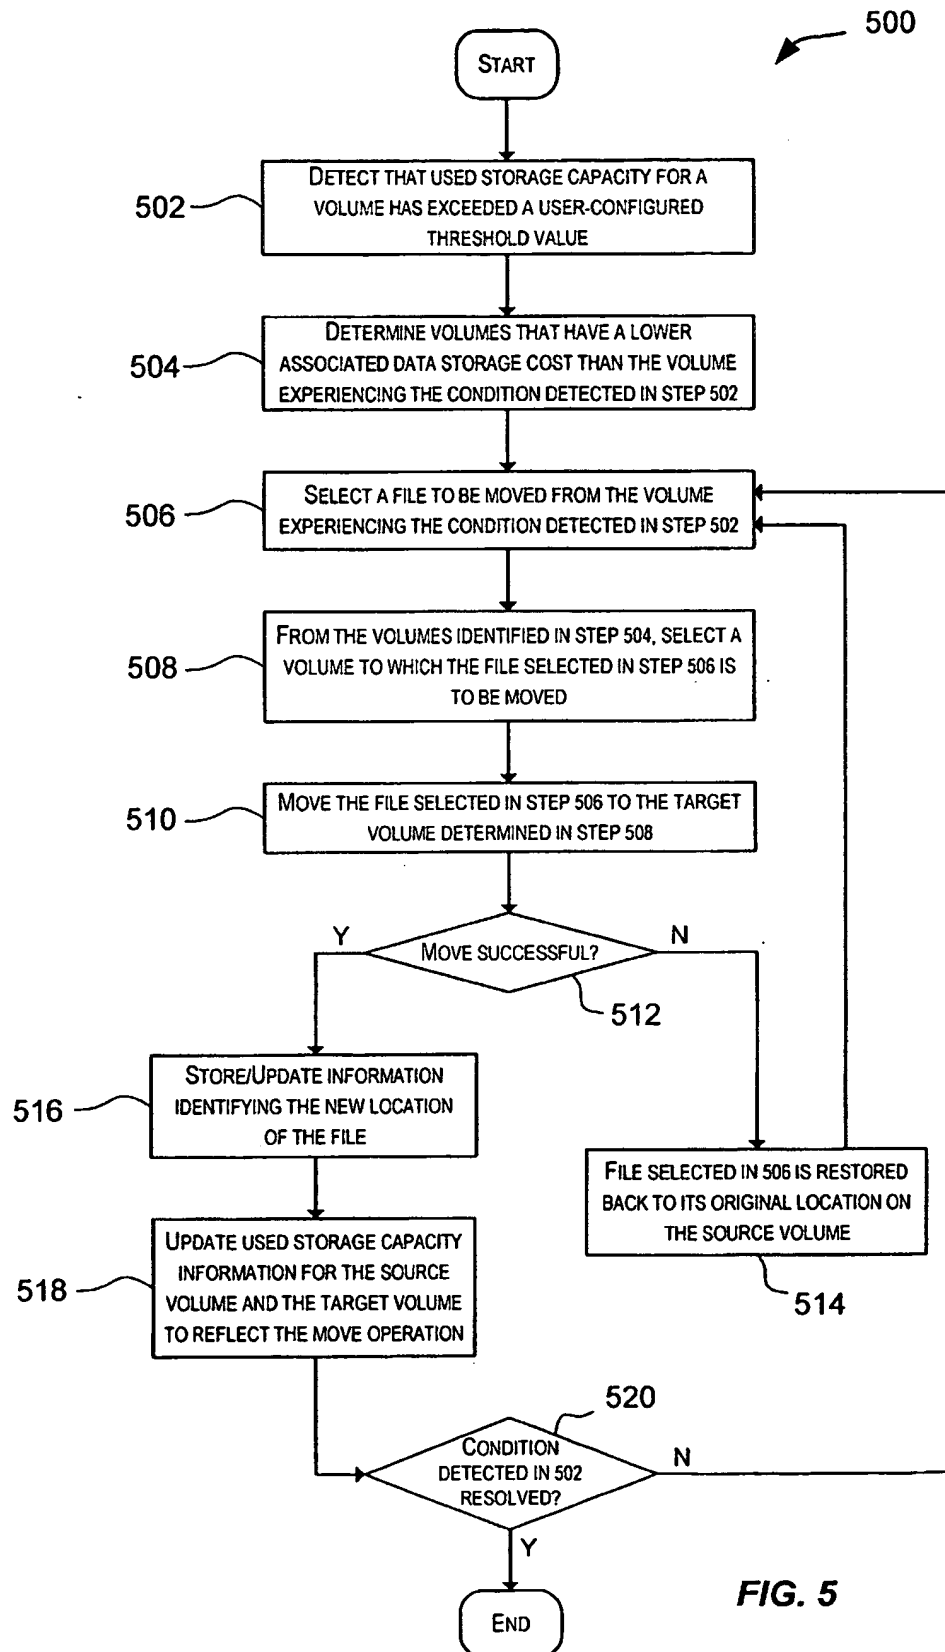 500
START
502
DETECT THAT USED STORAGE CAPACITY FOR A
VOLUME HAS EXCEEDED A USER-CONFIGURED
THRESHOLD VALUE
504
DETERMINE VOLUMES THAT HAVE A LOWER
ASSOCIATED DATA STORAGE COST THAN THE VOLUME
EXPERIENCING THE CONDITION DETECTED IN STEP 502
506
SELECT A FILE TO BE MOVED FROM THE VOLUME
EXPERIENCING THE CONDITION DETECTED IN STEP 502
508
FROM THE VOLUMES IDENTIFIED IN STEP 504, SELECT A
VOLUME TO WHICH THE FILE SELECTED IN STEP 506 IS
TO BE MOVED
510
MOVE THE FILE SELECTED IN STEP 506 TO THE TARGET
VOLUME DETERMINED IN STEP 508
Y
MOVE SUCCESSFUL?
N
512
516
STORE/UPDATE INFORMATION
IDENTIFYING THE NEW LOCATION
OF THE FILE
FILE SELECTED IN 506 IS RESTORED
BACK TO ITS ORIGINAL LOCATION ON
THE SOURCE VOLUME
514
518
UPDATE USED STORAGE CAPACITY
INFORMATION FOR THE SOURCE
VOLUME AND THE TARGET VOLUME
TO REFLECT THE MOVE OPERATION
520
CONDITION
DETECTED IN 502
RESOLVED?
N
Y
END
FIG. 5